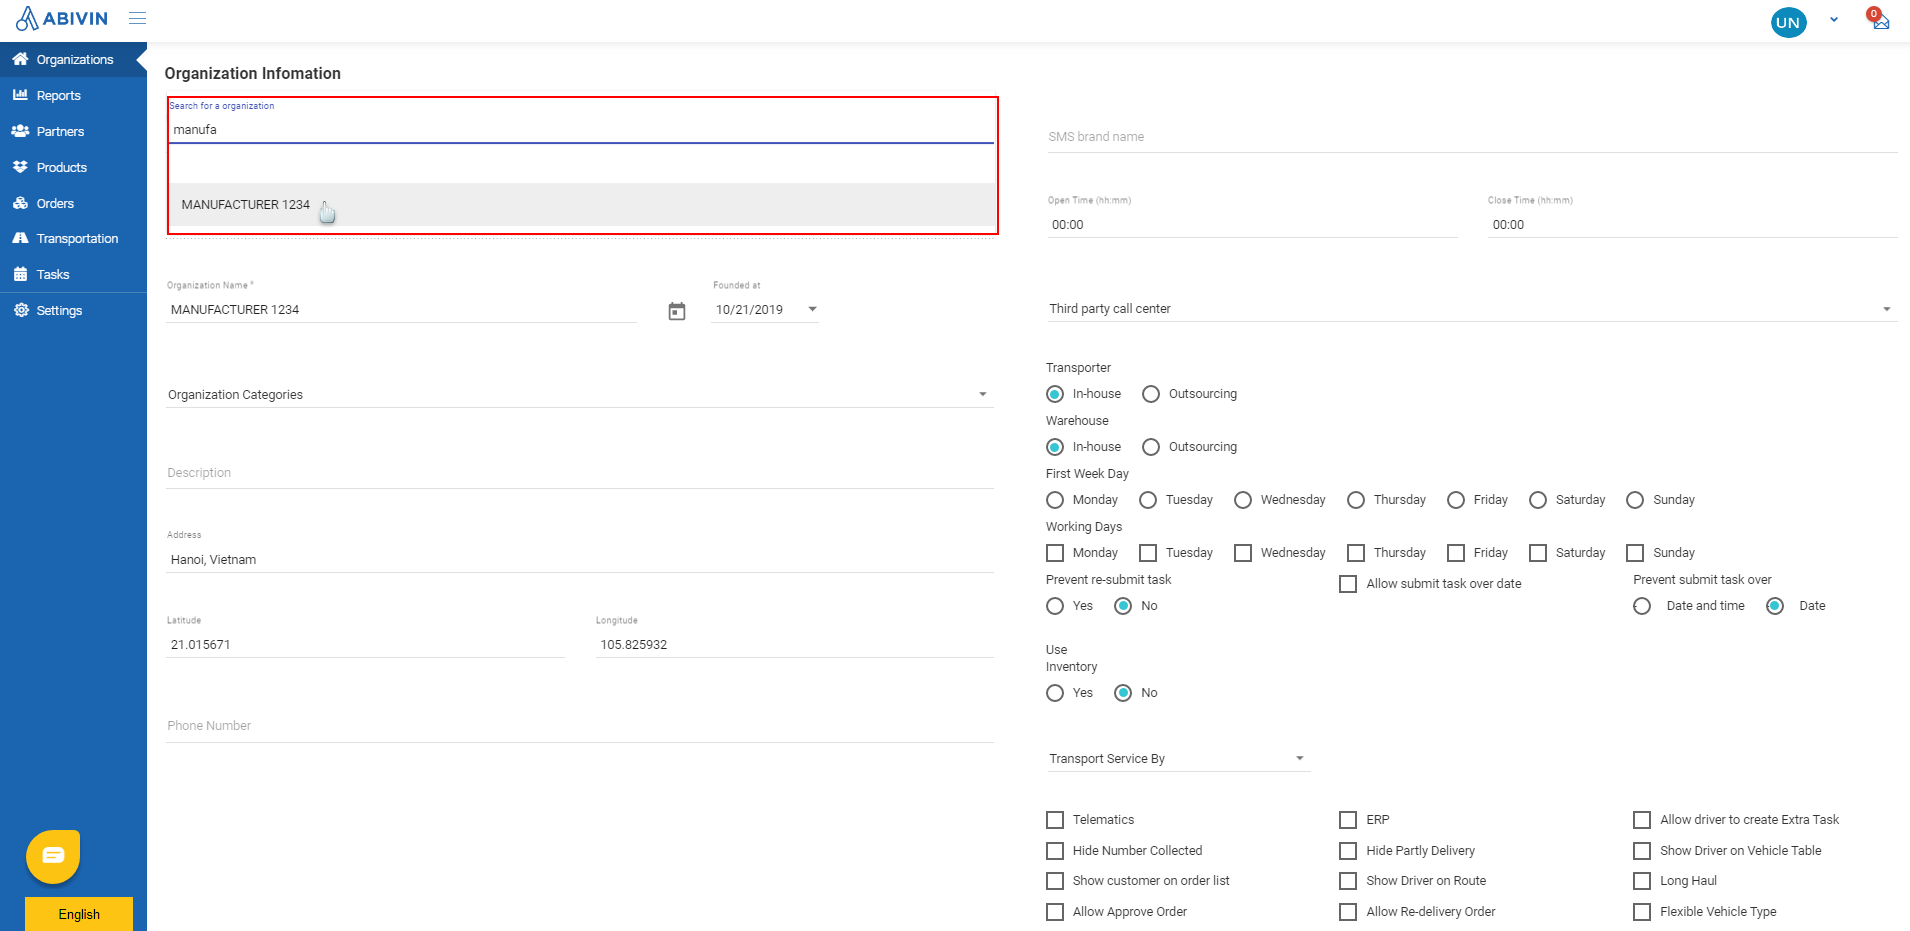 ABIVIN
UN
0
Organizations
Reports
Partners
Products
Orders
Transportation
Tasks
Settings
English
Organization Infomation
Search for a organization
manufa
MANUFACTURER 1234
Organization Name *
MANUFACTURER 1234
Founded at
10/21/2019
Organization Categories
Description
Address
Hanoi, Vietnam
Latitude
21.015671
Longitude
105.825932
Phone Number
SMS brand name
Open Time (hh:mm)
00:00
Close Time (hh:mm)
00:00
Third party call center
Transporter
In-house Outsourcing
Warehouse
In-house Outsourcing
First Week Day
Monday Tuesday Wednesday Thursday Friday Saturday Sunday
Working Days
Monday Tuesday Wednesday Thursday Friday Saturday Sunday
Prevent re-submit task
Yes No
Allow submit task over date
Prevent submit task over
Date and time Date
Use
Inventory
Yes No
Transport Service By
Telematics ERP Allow driver to create Extra Task
Hide Number Collected Hide Partly Delivery Show Driver on Vehicle Table
Show customer on order list Show Driver on Route Long Haul
Allow Approve Order Allow Re-delivery Order Flexible Vehicle Type